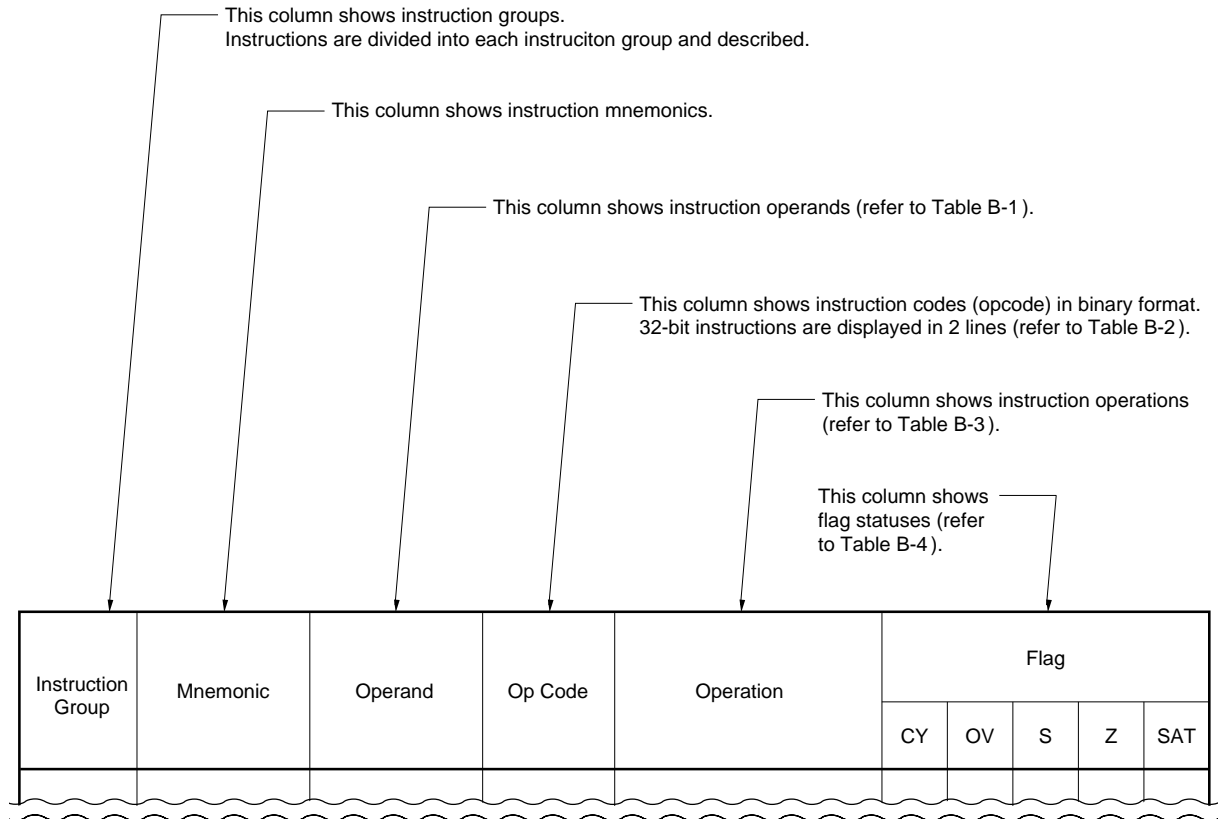 This column shows instruction groups.
Instructions are divided into each instruciton group and described.
This column shows instruction mnemonics.
This column shows instruction operands (refer to Table B-1).
This column shows instruction codes (opcode) in binary format.
32-bit instructions are displayed in 2 lines (refer to Table B-2).
This column shows instruction operations
(refer to Table B-3).
This column shows
flag statuses (refer
to Table B-4).
Instruction
Group
Mnemonic
Operand
Op Code
Operation
Flag
CY
OV
S
Z
SAT